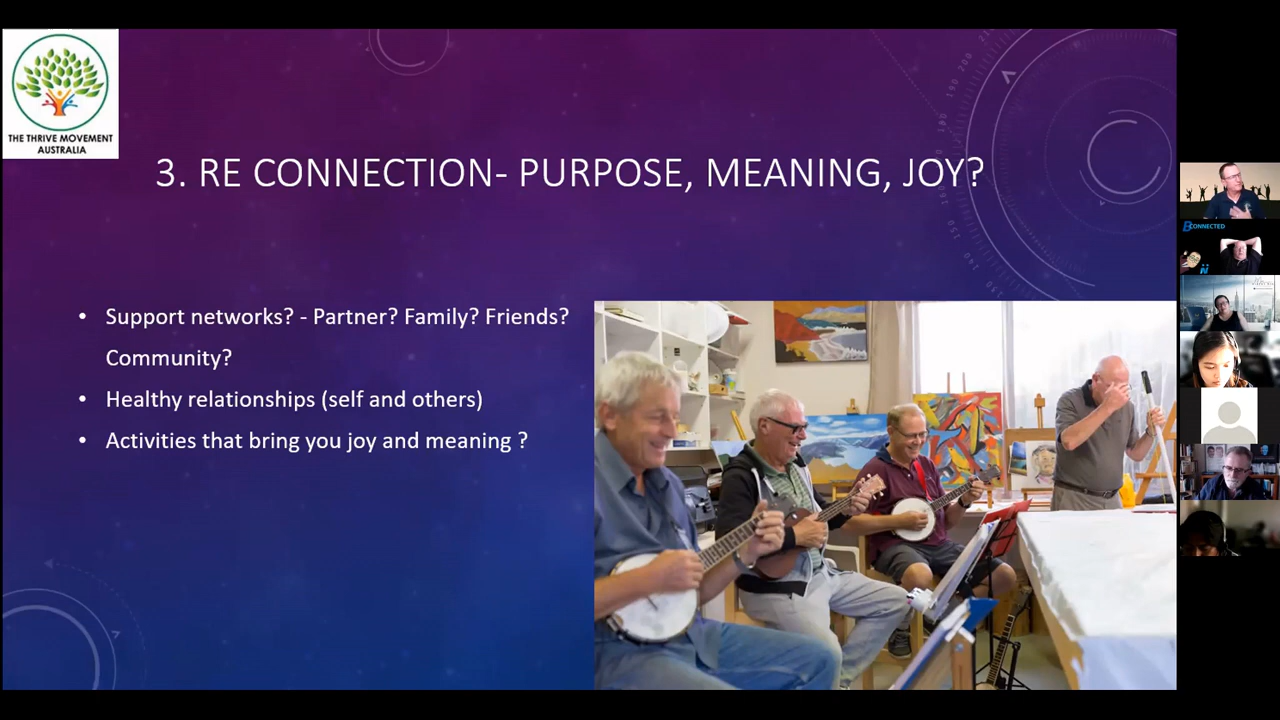 THE THRIVE MOVEMENT
AUSTRALIA
3. RE CONNECTION- PURPOSE, MEANING, JOY?
• Support networks? - Partner? Family? Friends?
Community?
• Healthy relationships (self and others)
• Activities that bring you joy and meaning ?
BCONNECTED